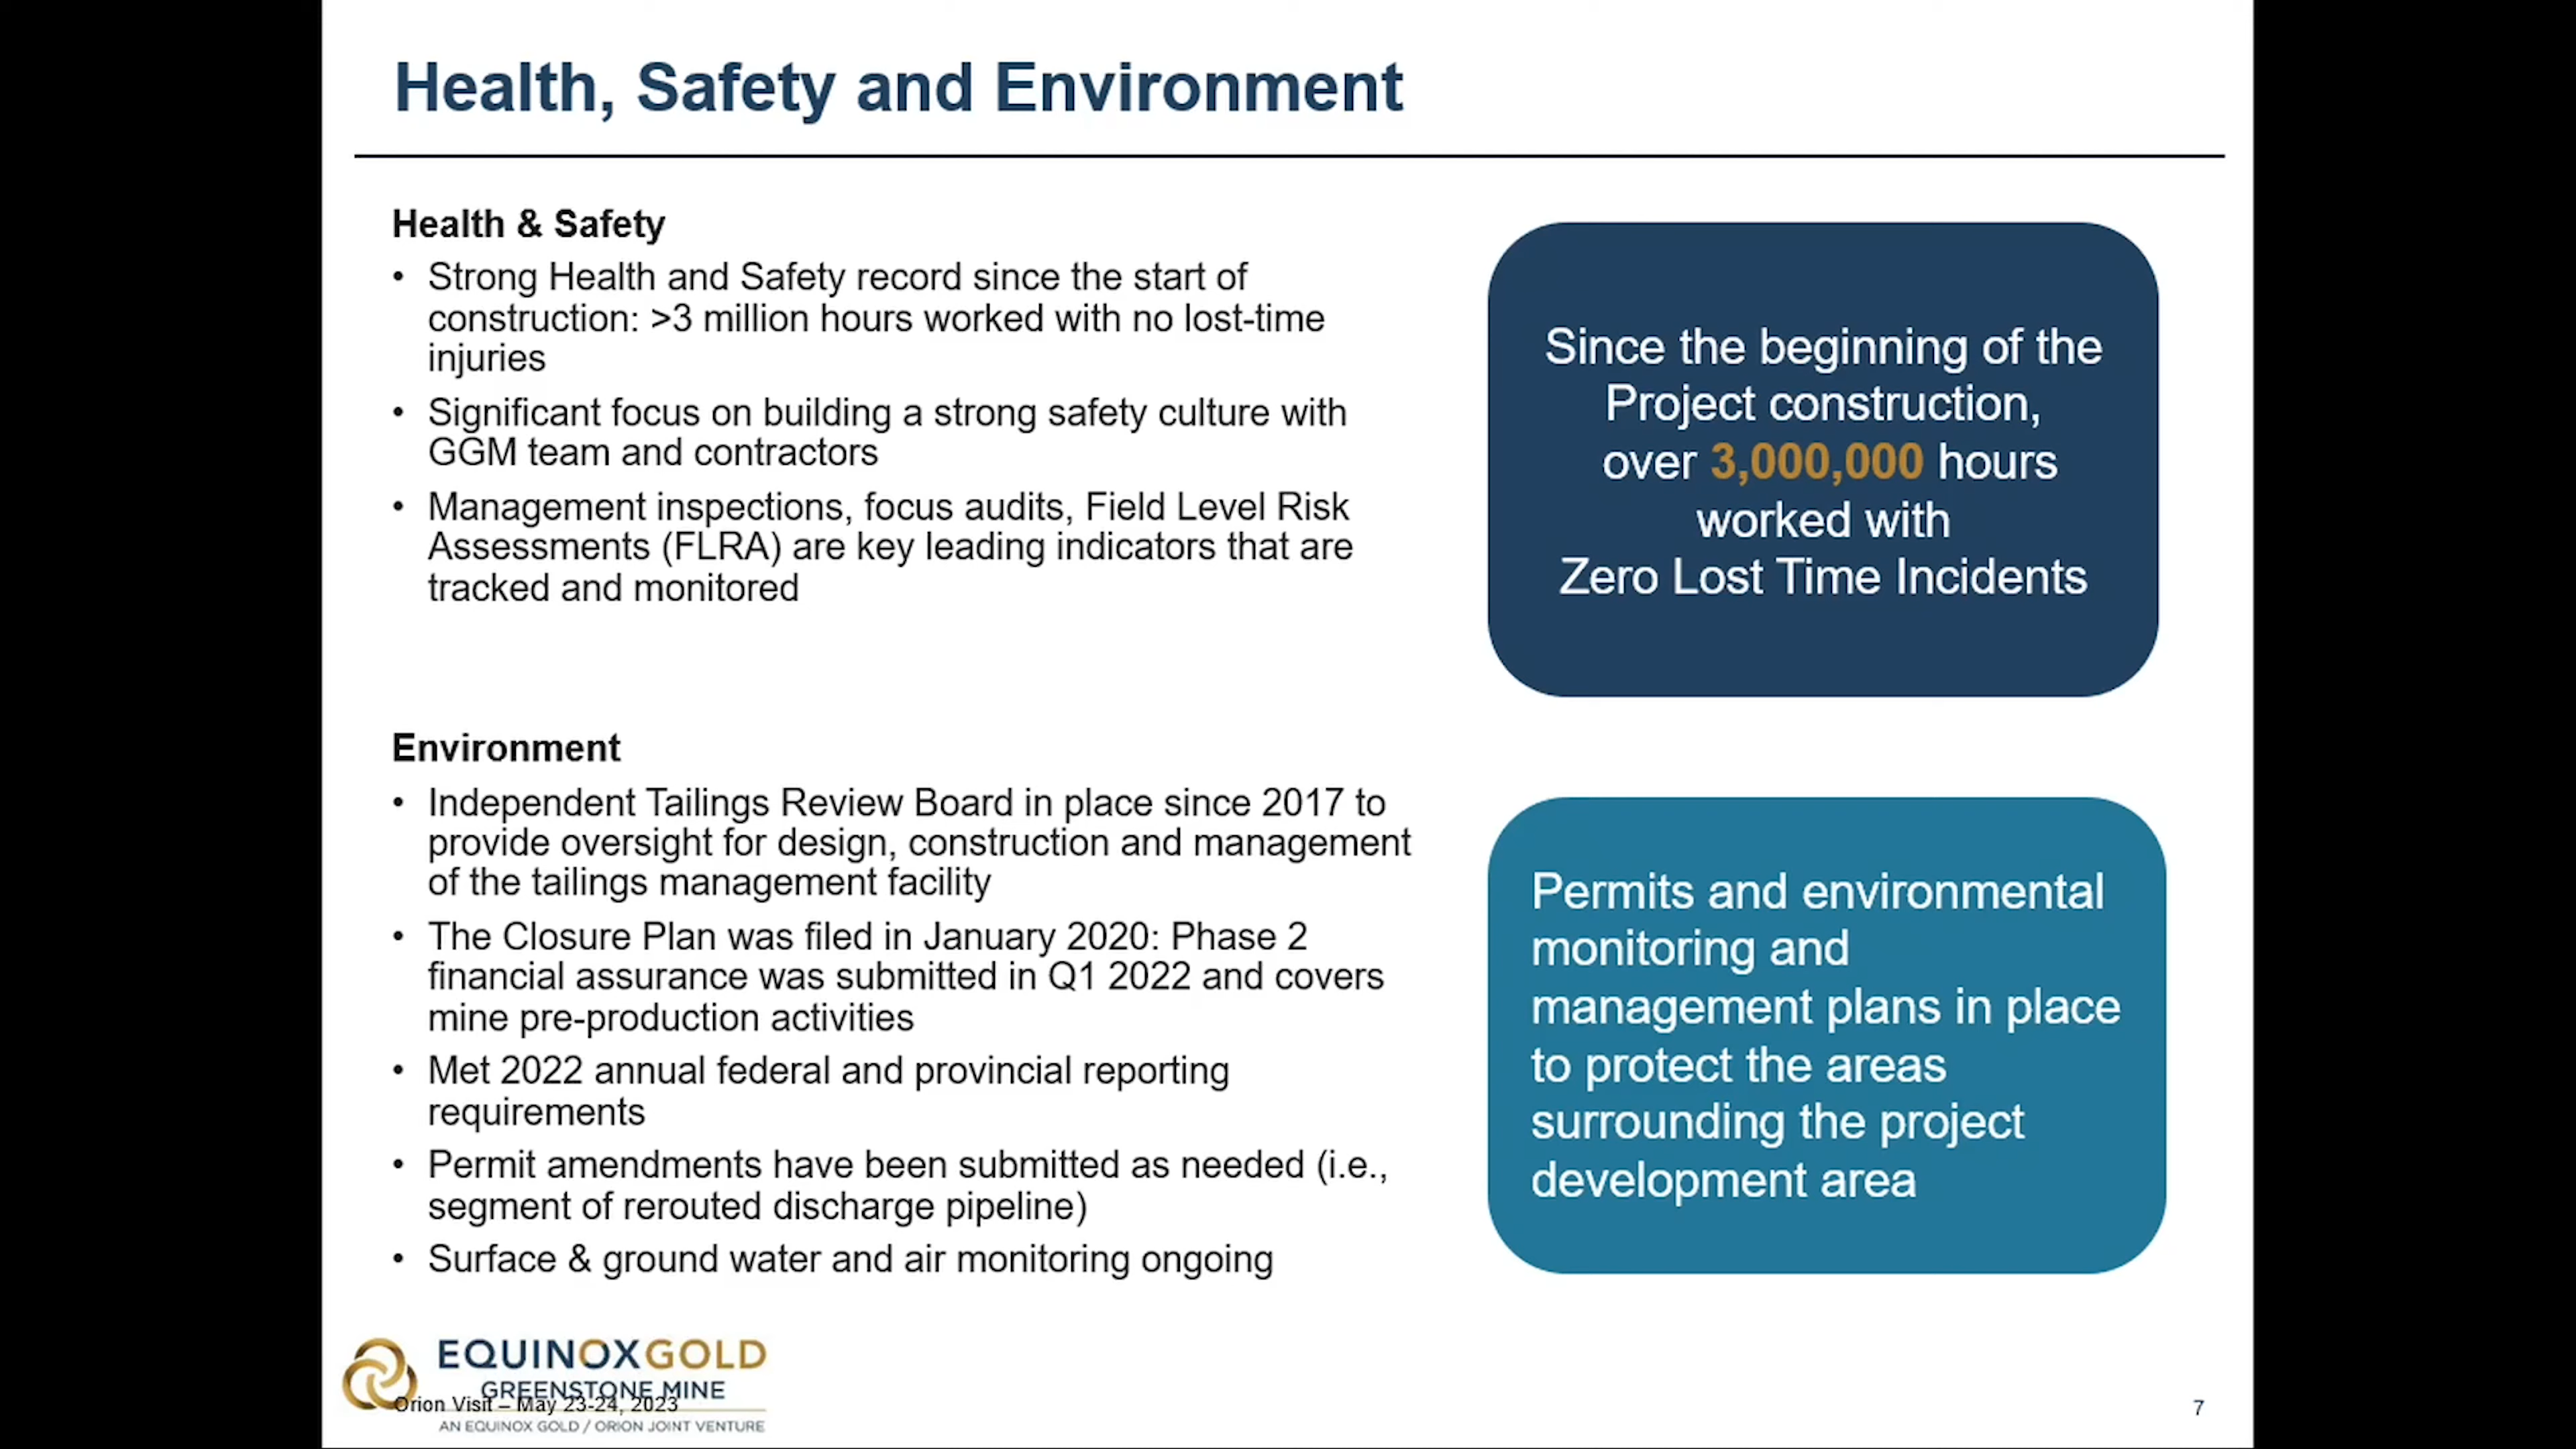 Health, Safety and Environment
Health & Safety
• Strong Health and Safety record since the start of
construction: >3 million hours worked with no lost-time
injuries
• Significant focus on building a strong safety culture with
GGM team and contractors
• Management inspections, focus audits, Field Level Risk
Assessments (FLRA) are key leading indicators that are
tracked and monitored
Since the beginning of the
Project construction,
over 3,000,000 hours
worked with
Zero Lost Time Incidents
Environment
• Independent Tailings Review Board in place since 2017 to
provide oversight for design, construction and management
of the tailings management facility
• The Closure Plan was filed in January 2020: Phase 2
financial assurance was submitted in Q1 2022 and covers
mine pre-production activities
• Met 2022 annual federal and provincial reporting
requirements
• Permit amendments have been submitted as needed (i.e.,
segment of rerouted discharge pipeline)
• Surface & ground water and air monitoring ongoing
Permits and environmental
monitoring and
management plans in place
to protect the areas
surrounding the project
development area
EQUINOXGOLD
GREENSTONE MINE
Orion Visit – May 23-24, 2023
AN EQUINOX GOLD / ORION JOINT VENTURE
7